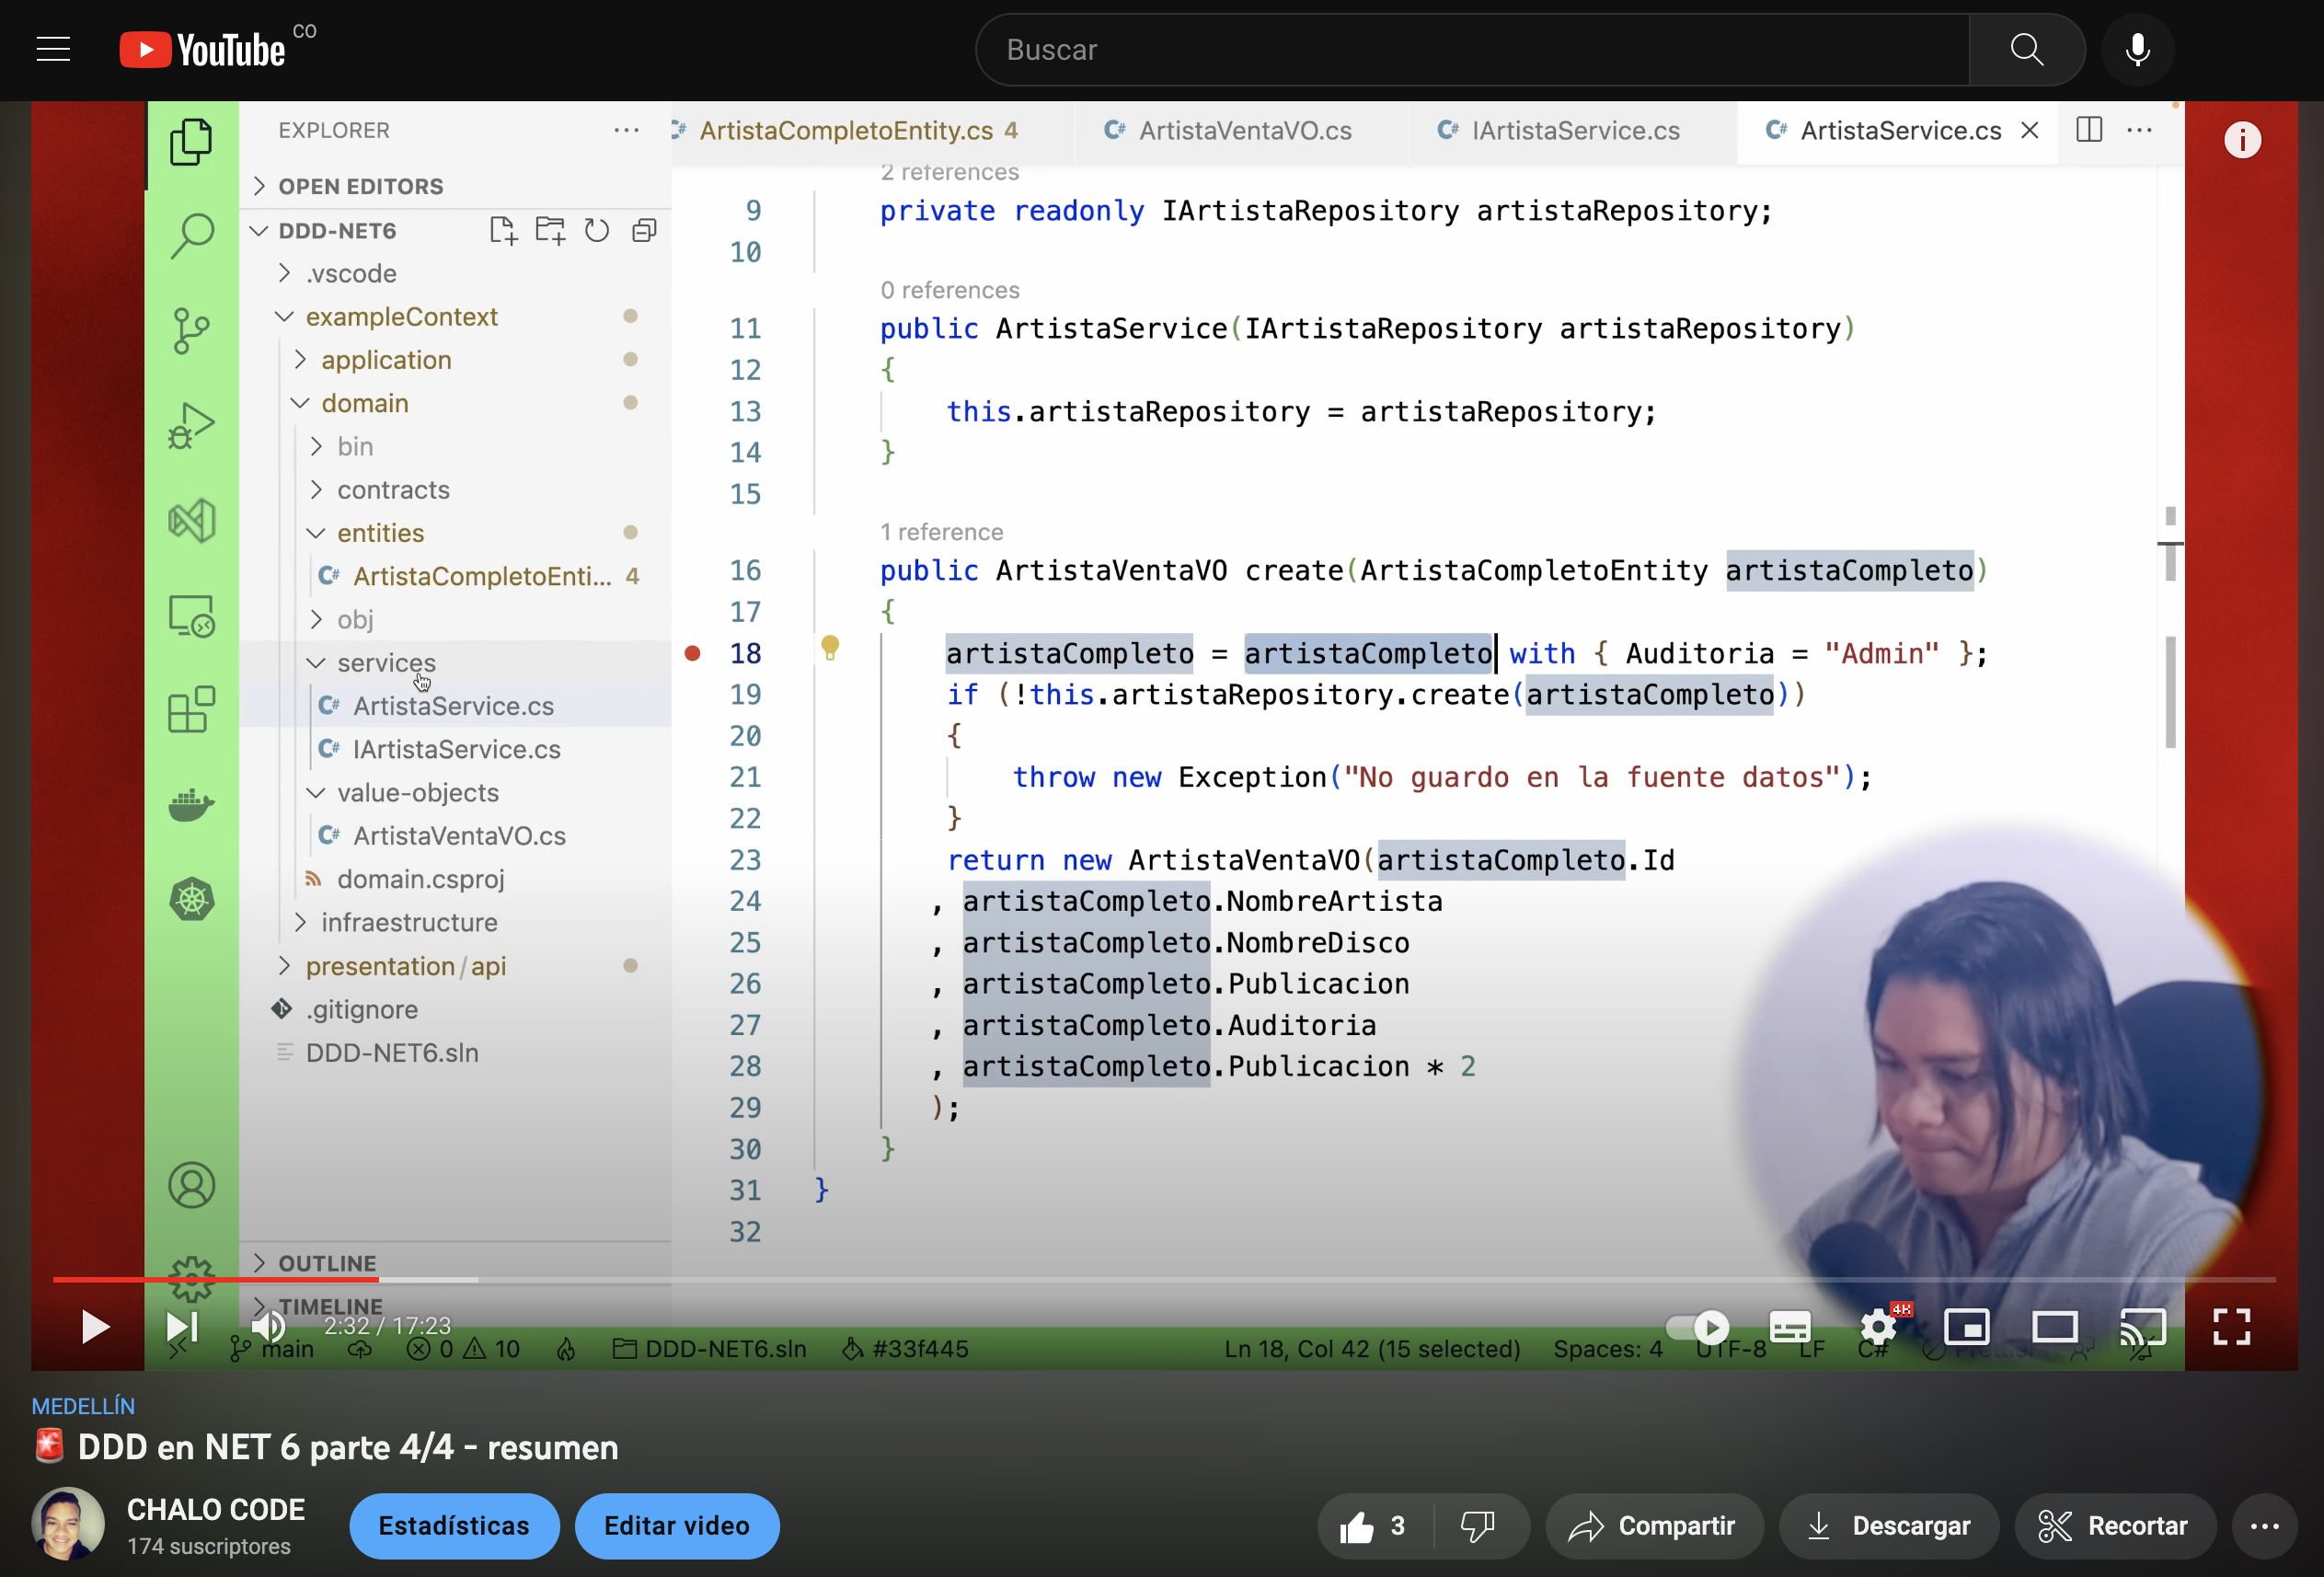 YouTube CO
Buscar
EXPLORER
OPEN EDITORS
DDD-NET6
.vscode
exampleContext
application
domain
bin
contracts
entities
C# ArtistaCompletoEnti... 4
obj
services
C# ArtistaService.cs
C# IArtistaService.cs
value-objects
C# ArtistaVentaVO.cs
domain.csproj
infraestructure
presentation/api
.gitignore
DDD-NET6.sln
OUTLINE
TIMELINE
C# ArtistaCompletoEntity.cs 4
C# ArtistaVentaVO.cs
C# IArtistaService.cs
C# ArtistaService.cs
2 references
9 private readonly IArtistaRepository artistaRepository;
10
0 references
11 public ArtistaService(IArtistaRepository artistaRepository)
12 {
13 this.artistaRepository = artistaRepository;
14 }
15
1 reference
16 public ArtistaVentaVO create(ArtistaCompletoEntity artistaCompleto)
17 {
18 artistaCompleto = artistaCompleto with { Auditoria = "Admin" };
19 if (!this.artistaRepository.create(artistaCompleto))
20 {
21 throw new Exception("No guardo en la fuente datos");
22 }
23 return new ArtistaVentaVO(artistaCompleto.Id
24 , artistaCompleto.NombreArtista
25 , artistaCompleto.NombreDisco
26 , artistaCompleto.Publicacion
27 , artistaCompleto.Auditoria
28 , artistaCompleto.Publicacion * 2
29 );
30 }
31 }
32
2:32 / 17:23
4K
main 0 10 DDD-NET6.sln #33f445 Ln 18, Col 42 (15 selected) Spaces: 4 UTF-8 LF C#
MEDELLÍN
🚨 DDD en NET 6 parte 4/4 - resumen
CHALO CODE
174 suscriptores
Estadísticas
Editar video
3
Compartir
Descargar
Recortar